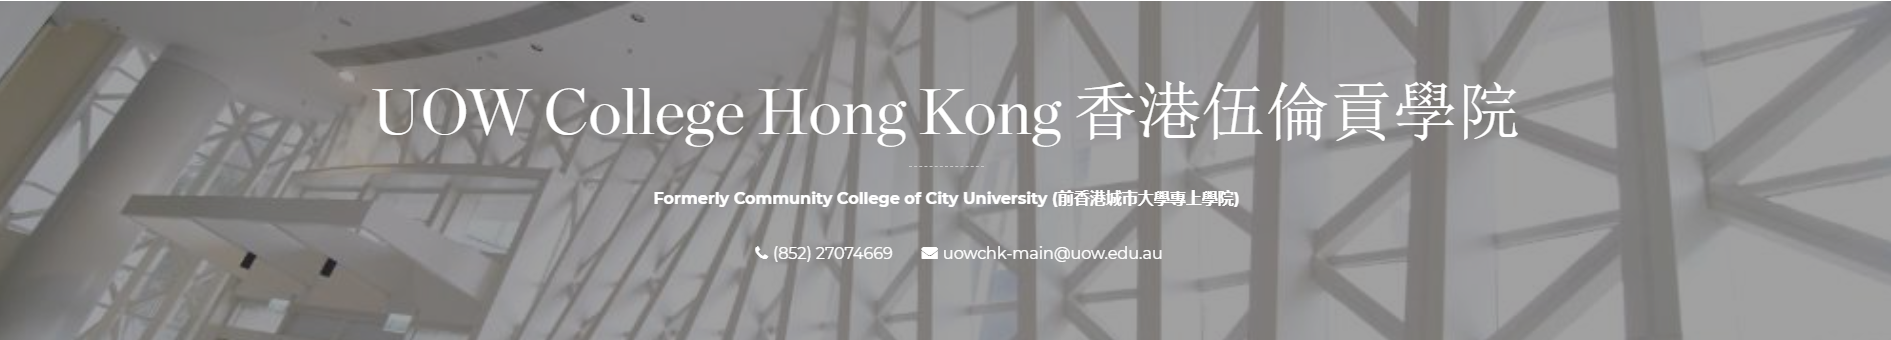 UOW College Hong Kong 香港伍倫貢學院
Formerly Community College of City University (前香港城市大學專上學院)
(852) 27074669 uowchk-main@uow.edu.au